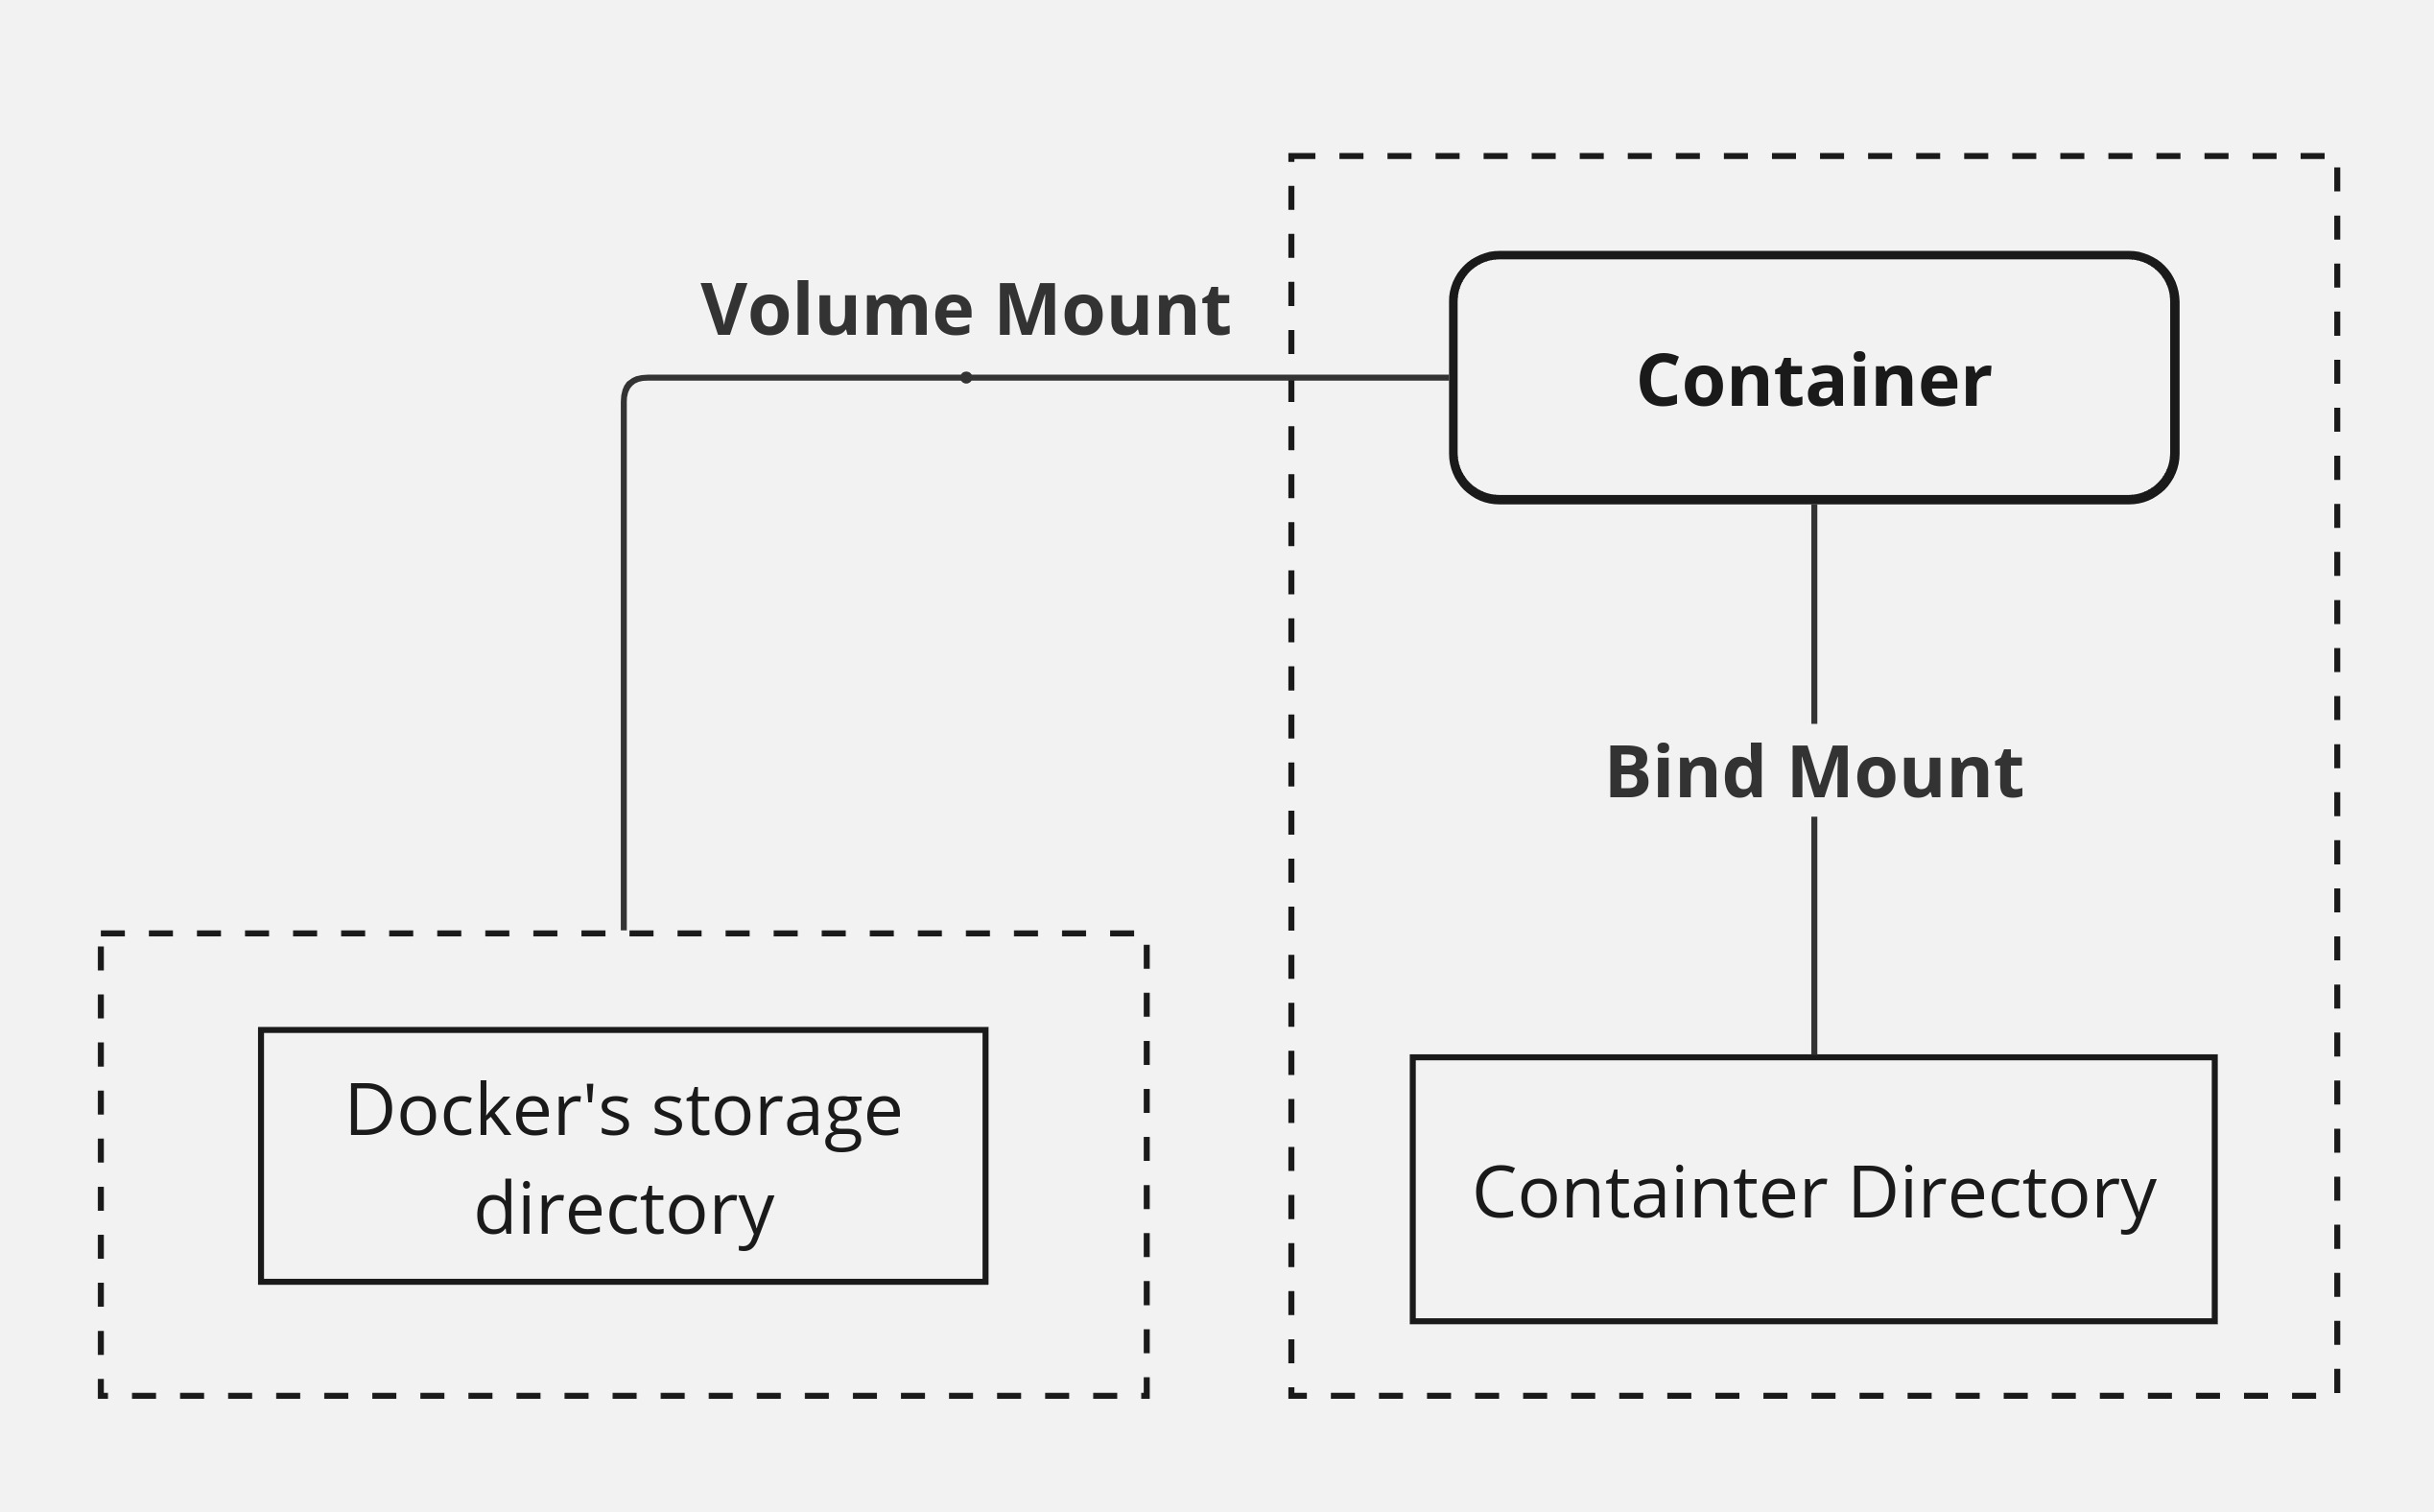 Volume Mount
Container
Bind Mount
Docker's storage
directory
Containter Directory